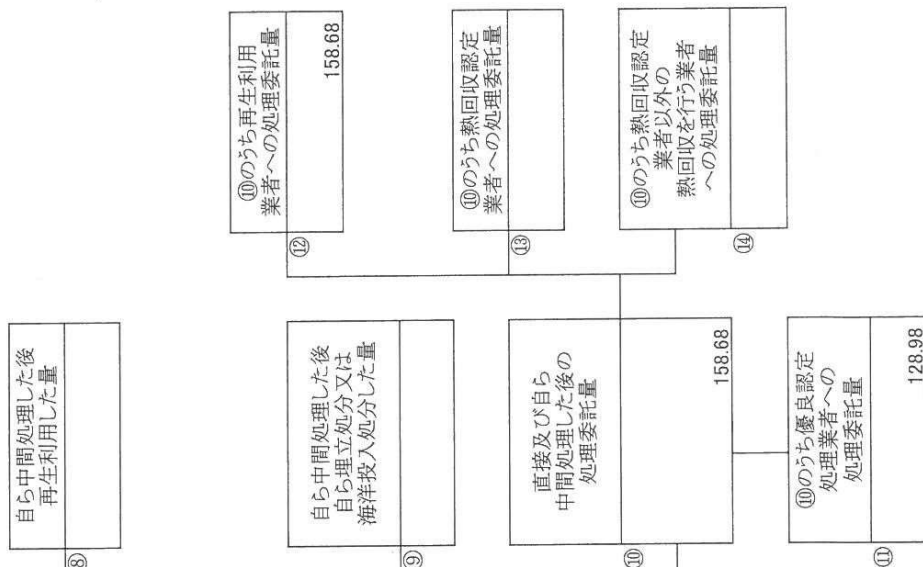 自ら中間処理した後
再生利用した量
⑧
自ら中間処理した後
自ら埋立処分又は
海洋投入処分した量
⑨
直接及び自ら
中間処理した後の
処理委託量
⑩
158.68
⑩のうち優良認定
処理業者への
処理委託量
⑪
128.98
⑩のうち再生利用
業者への処理委託量
⑫
158.68
⑩のうち熱回収認定
業者への処理委託量
⑬
⑩のうち熱回収認定
業者以外の
熱回収を行う業者
への処理委託量
⑭